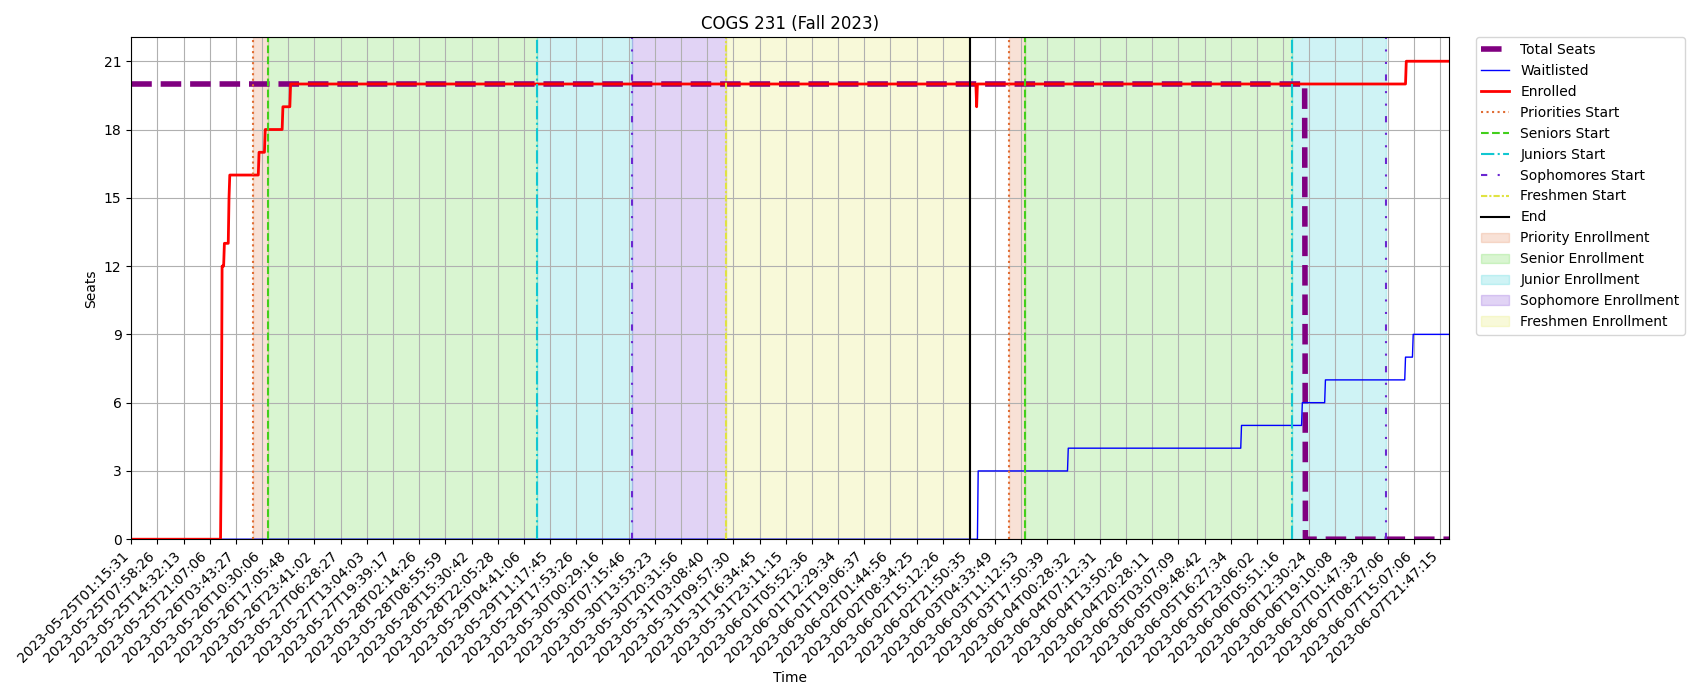 COGS 231 (Fall 2023)
Seats
21
18
15
12
9
6
3
0
2023-05-25T01:15:31
2023-05-25T07:58:26
2023-05-25T14:32:13
2023-05-25T21:07:06
2023-05-26T03:43:27
2023-05-26T10:30:06
2023-05-26T17:05:48
2023-05-26T23:41:02
2023-05-27T06:28:27
2023-05-27T13:04:03
2023-05-27T19:39:17
2023-05-28T02:14:26
2023-05-28T08:55:59
2023-05-28T15:30:42
2023-05-28T22:05:28
2023-05-29T04:41:06
2023-05-29T11:17:45
2023-05-29T17:53:26
2023-05-30T00:29:16
2023-05-30T07:15:46
2023-05-30T13:53:23
2023-05-30T20:31:56
2023-05-31T03:08:40
2023-05-31T09:57:30
2023-05-31T16:34:45
2023-05-31T23:11:15
2023-06-01T05:52:36
2023-06-01T12:29:34
2023-06-01T19:06:37
2023-06-02T01:44:56
2023-06-02T08:34:25
2023-06-02T15:12:26
2023-06-02T21:50:35
2023-06-03T04:33:49
2023-06-03T11:12:53
2023-06-03T17:50:39
2023-06-04T00:28:32
2023-06-04T07:12:31
2023-06-04T13:50:26
2023-06-04T20:28:11
2023-06-05T03:07:09
2023-06-05T09:48:42
2023-06-05T16:27:34
2023-06-05T23:06:02
2023-06-06T05:51:16
2023-06-06T12:30:24
2023-06-06T19:10:08
2023-06-07T01:47:38
2023-06-07T08:27:06
2023-06-07T15:07:06
2023-06-07T21:47:15
Time
Total Seats
Waitlisted
Enrolled
Priorities Start
Seniors Start
Juniors Start
Sophomores Start
Freshmen Start
End
Priority Enrollment
Senior Enrollment
Junior Enrollment
Sophomore Enrollment
Freshmen Enrollment